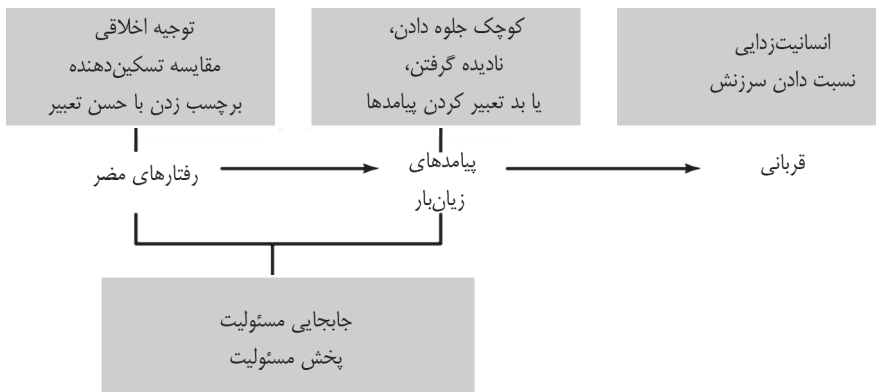 توجیه اخلاقی
مقایسه تسکین‌دهنده
برچسب زدن با حسن تعبیر
کوچک جلوه دادن،
نادیده گرفتن،
یا بد تعبیر کردن پیامدها
انسانیت‌زدایی
نسبت دادن سرزنش
رفتارهای مضر
پیامدهای
زیان‌بار
قربانی
جابجایی مسئولیت
پخش مسئولیت